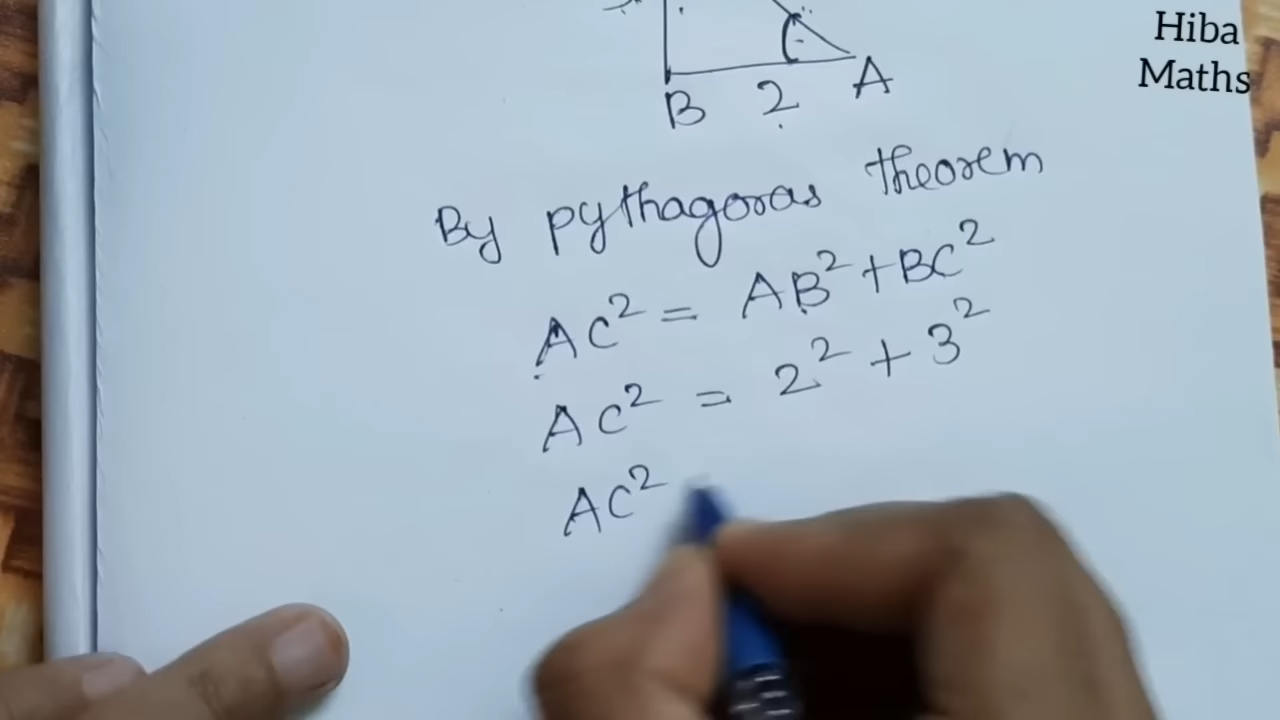 Hiba
Maths
B 2 A
By pythagoras theorem
AC² = AB² + BC²
AC² = 2² + 3²
AC²